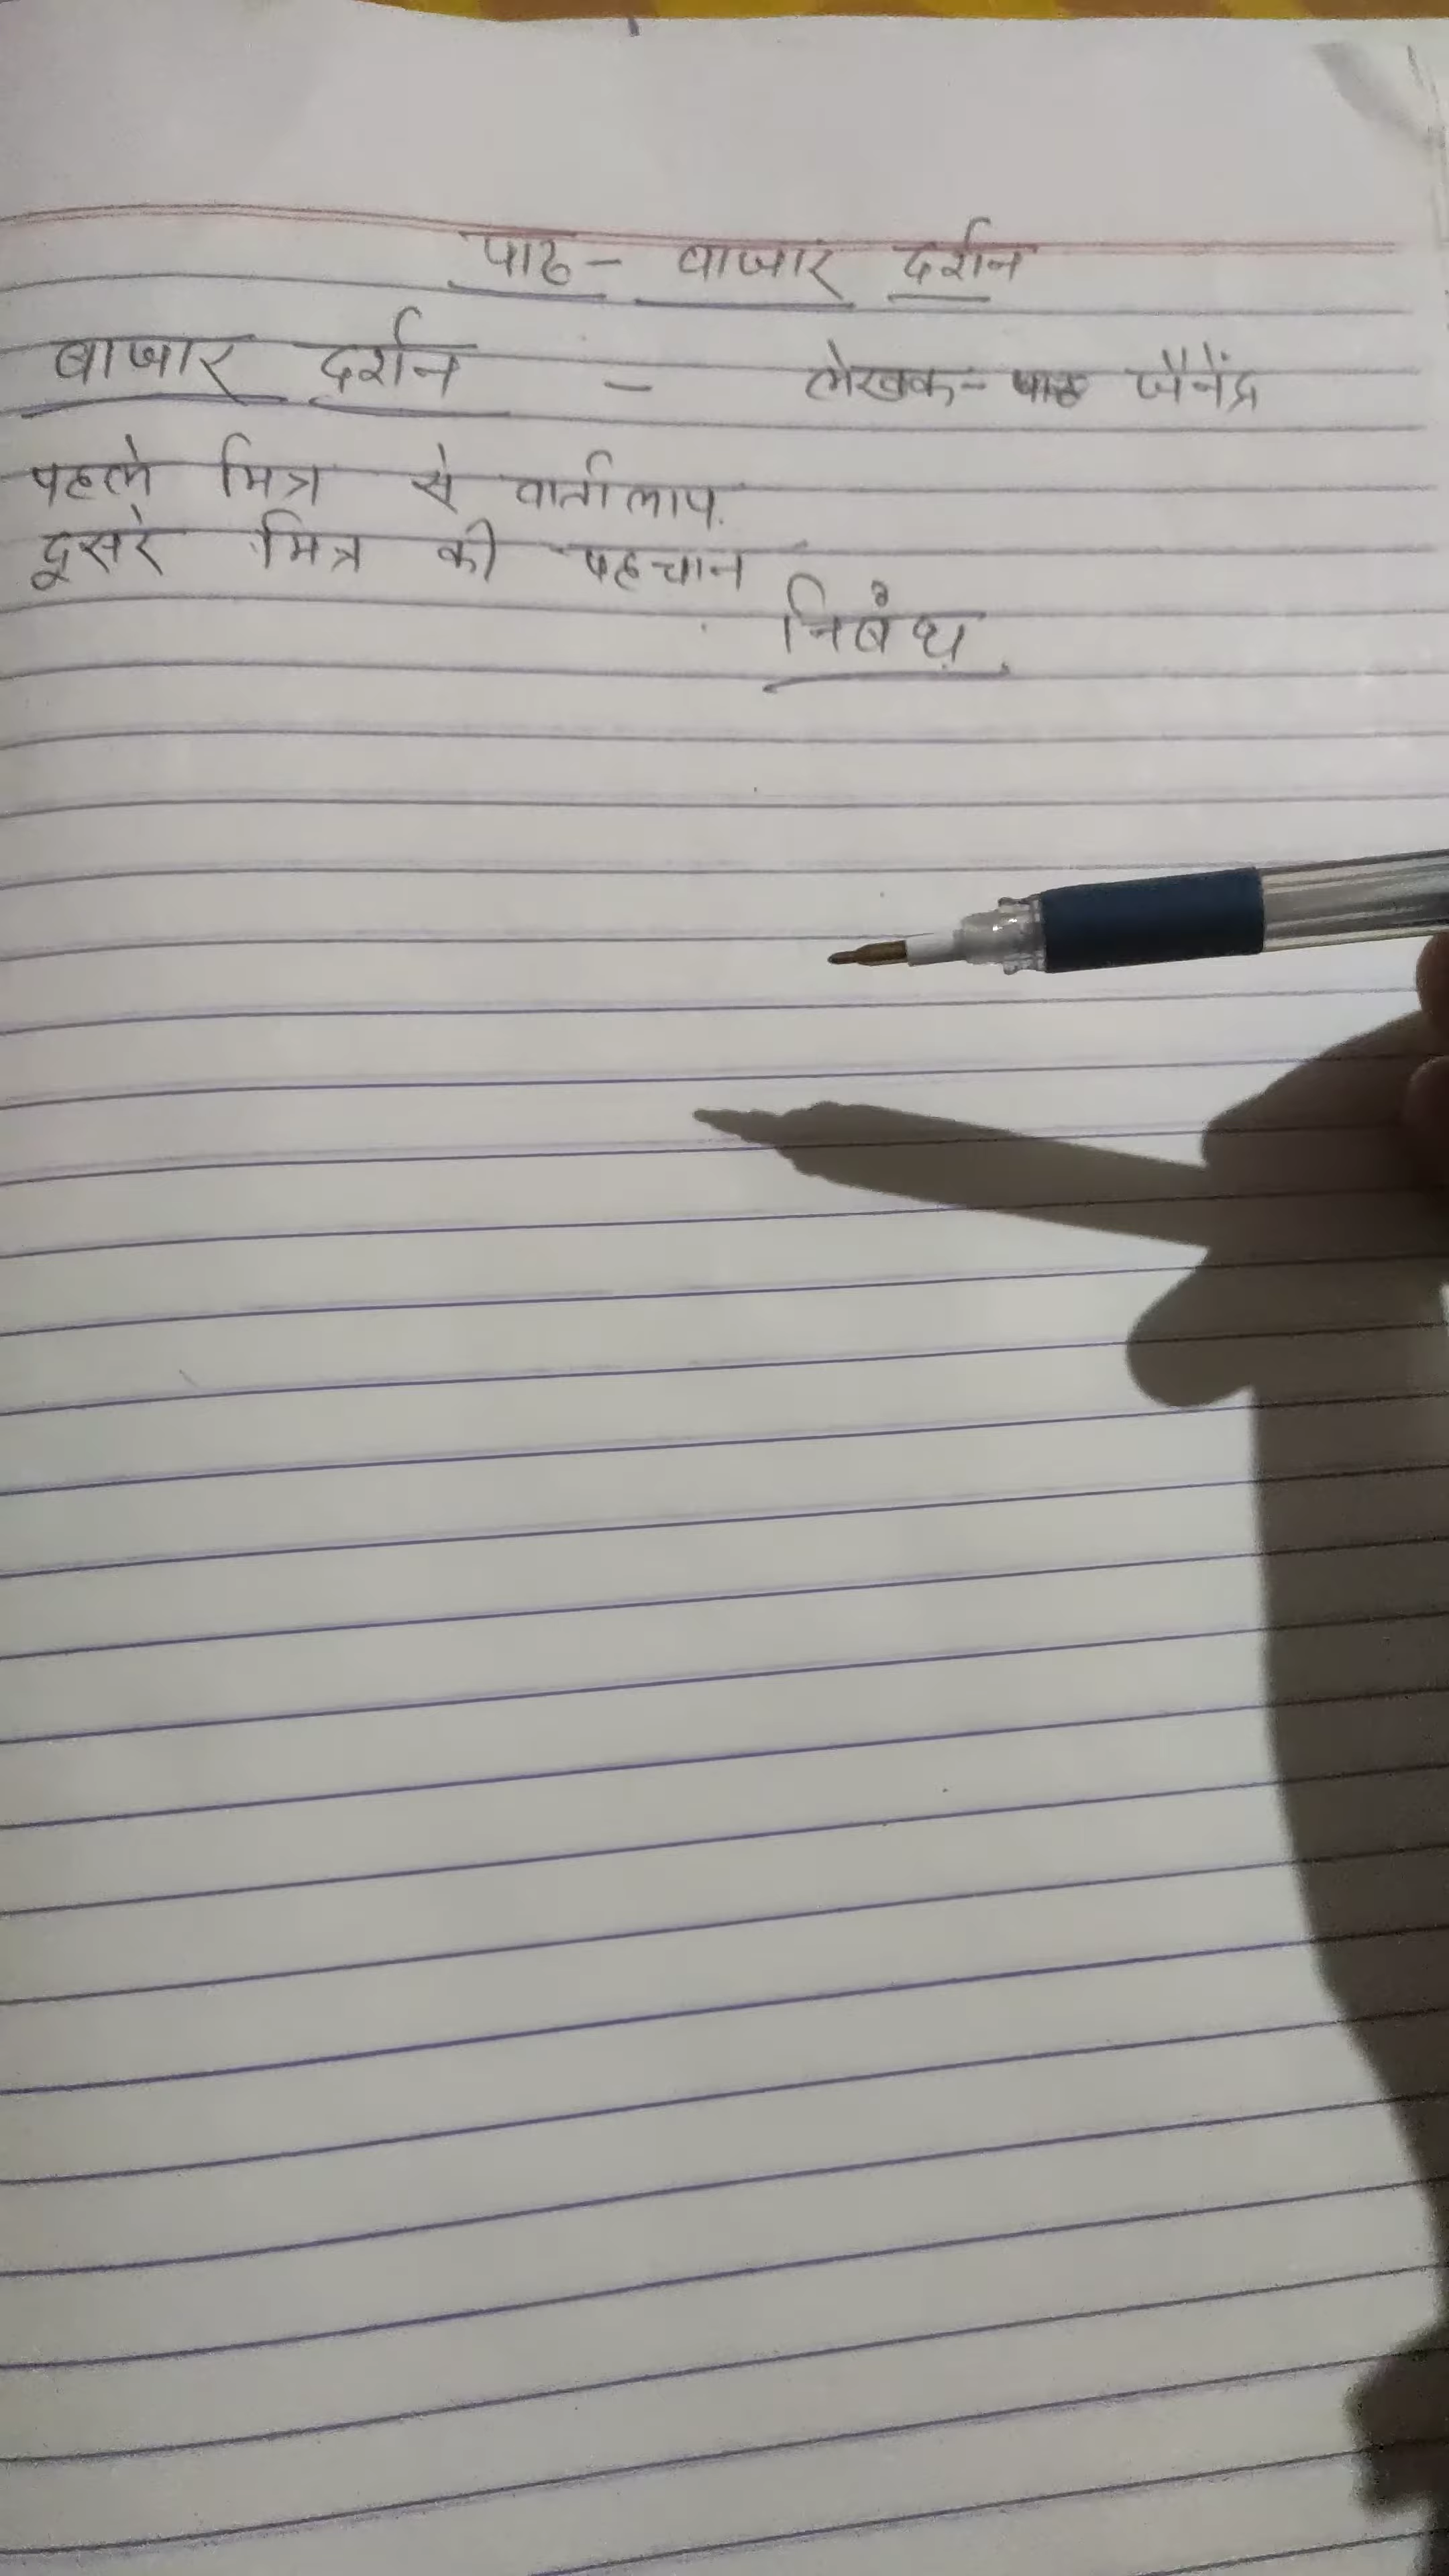 पाठ- बाजार दर्शन
बाजार दर्शन - लेखक- जैनेंद्र
पहले मित्र से वार्तालाप.
दूसरे मित्र की पहचान
निबंध